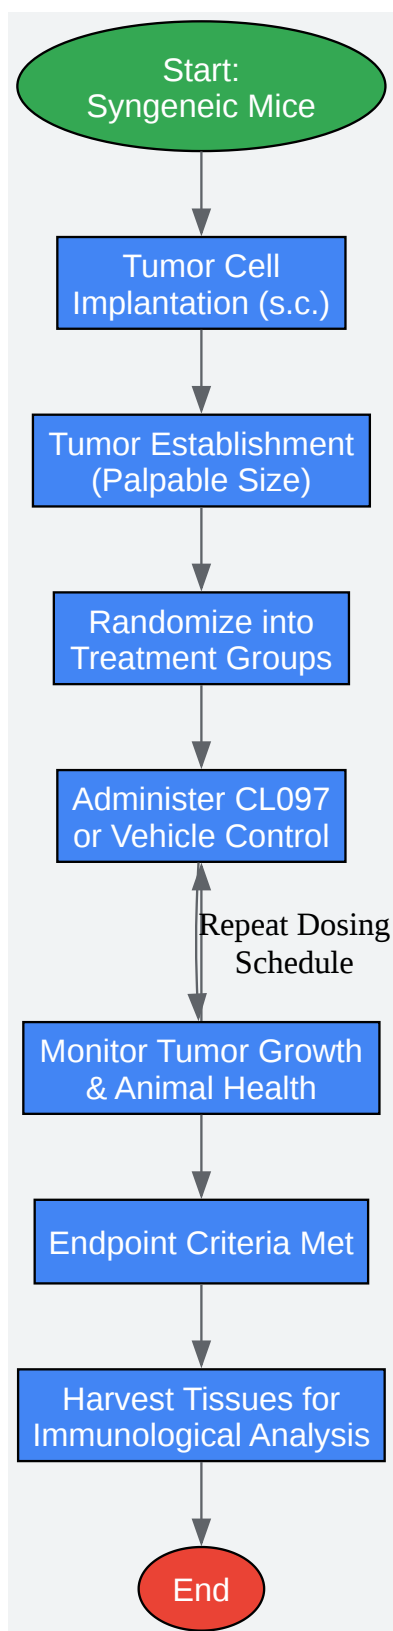 Start:
Syngeneic Mice
Tumor Cell
Implantation (s.c.)
Tumor Establishment
(Palpable Size)
Randomize into
Treatment Groups
Administer CL097
or Vehicle Control
Repeat Dosing
Schedule
Monitor Tumor Growth
& Animal Health
Endpoint Criteria Met
Harvest Tissues for
Immunological Analysis
End